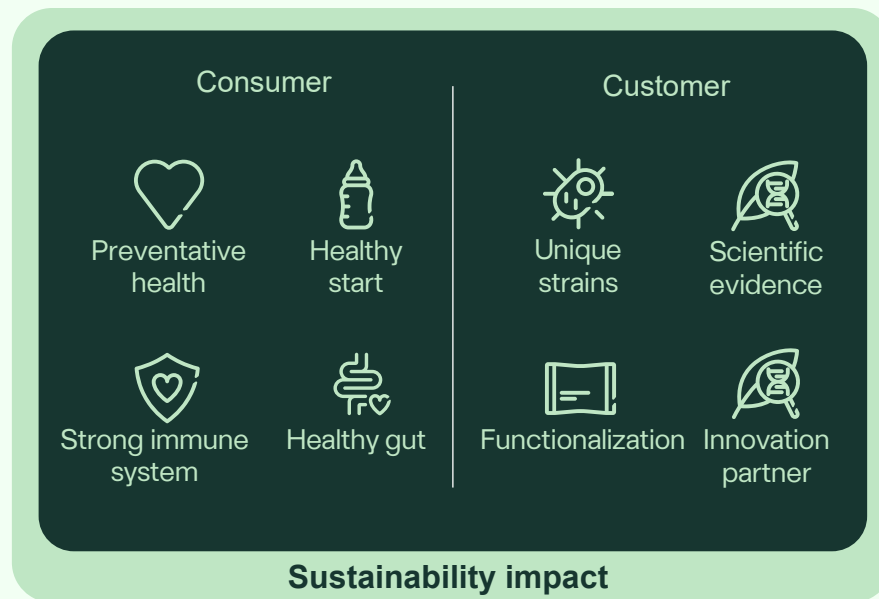 Consumer
Preventative
health
Healthy
start
Strong immune
system
Healthy gut
Customer
Unique
strains
Scientific
evidence
Functionalization
Innovation
partner
Sustainability impact